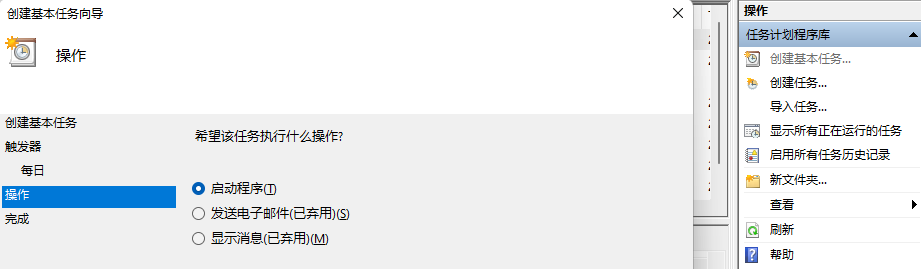 创建基本任务向导
操作
创建基本任务
触发器
每日
操作
完成
希望该任务执行什么操作?
启动程序(T)
发送电子邮件(已弃用)(S)
显示消息(已弃用)(M)
操作
任务计划程序库
创建基本任务...
创建任务...
导入任务...
显示所有正在运行的任务
启用所有任务历史记录
新文件夹...
查看
刷新
帮助